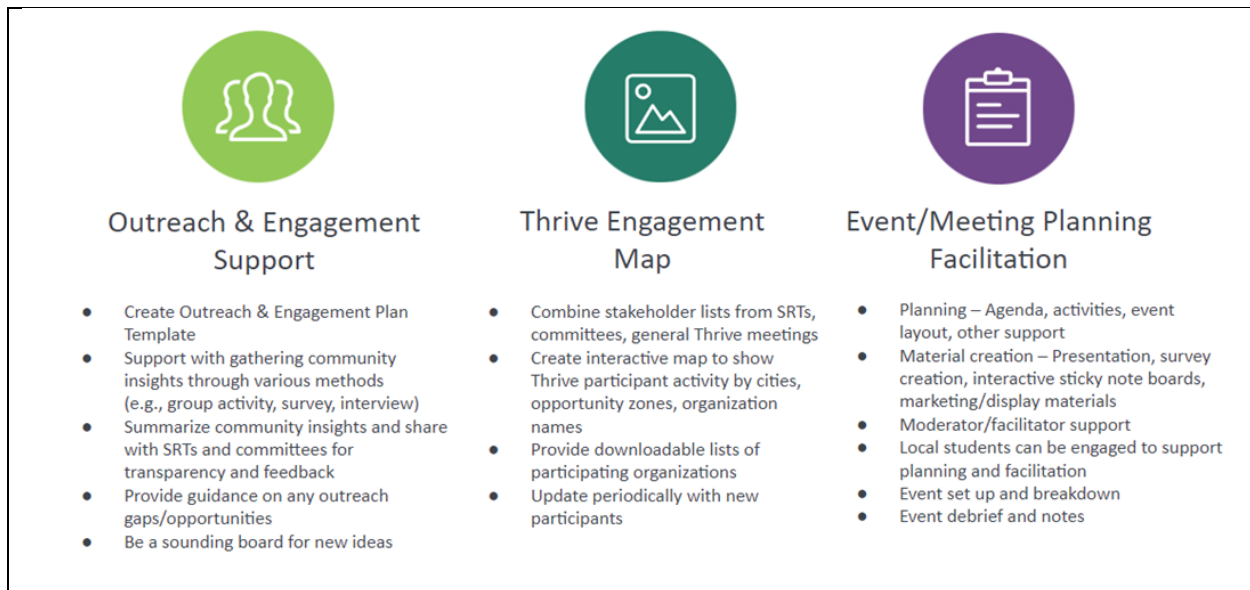 Outreach & Engagement
Support
● Create Outreach & Engagement Plan
Template
● Support with gathering community
insights through various methods
(e.g., group activity, survey, interview)
● Summarize community insights and share
with SRTs and committees for
transparency and feedback
● Provide guidance on any outreach
gaps/opportunities
● Be a sounding board for new ideas
Thrive Engagement
Map
● Combine stakeholder lists from SRTs,
committees, general Thrive meetings
● Create interactive map to show
Thrive participant activity by cities,
opportunity zones, organization
names
● Provide downloadable lists of
participating organizations
● Update periodically with new
participants
Event/Meeting Planning
Facilitation
● Planning – Agenda, activities, event
layout, other support
● Material creation – Presentation, survey
creation, interactive sticky note boards,
marketing/display materials
● Moderator/facilitator support
● Local students can be engaged to support
planning and facilitation
● Event set up and breakdown
● Event debrief and notes